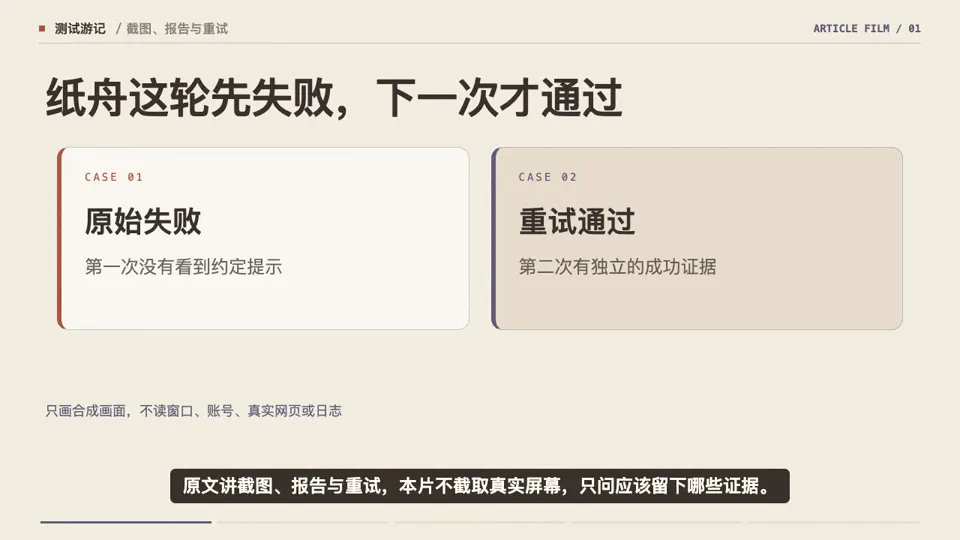 测试游记 / 截图、报告与重试
ARTICLE FILM / 01
纸舟这轮先失败，下一次才通过
CASE 01
原始失败
第一次没有看到约定提示
CASE 02
重试通过
第二次有独立的成功证据
只画合成画面，不读窗口、账号、真实网页或日志
原文讲截图、报告与重试，本片不截取真实屏幕，只问应该留下哪些证据。